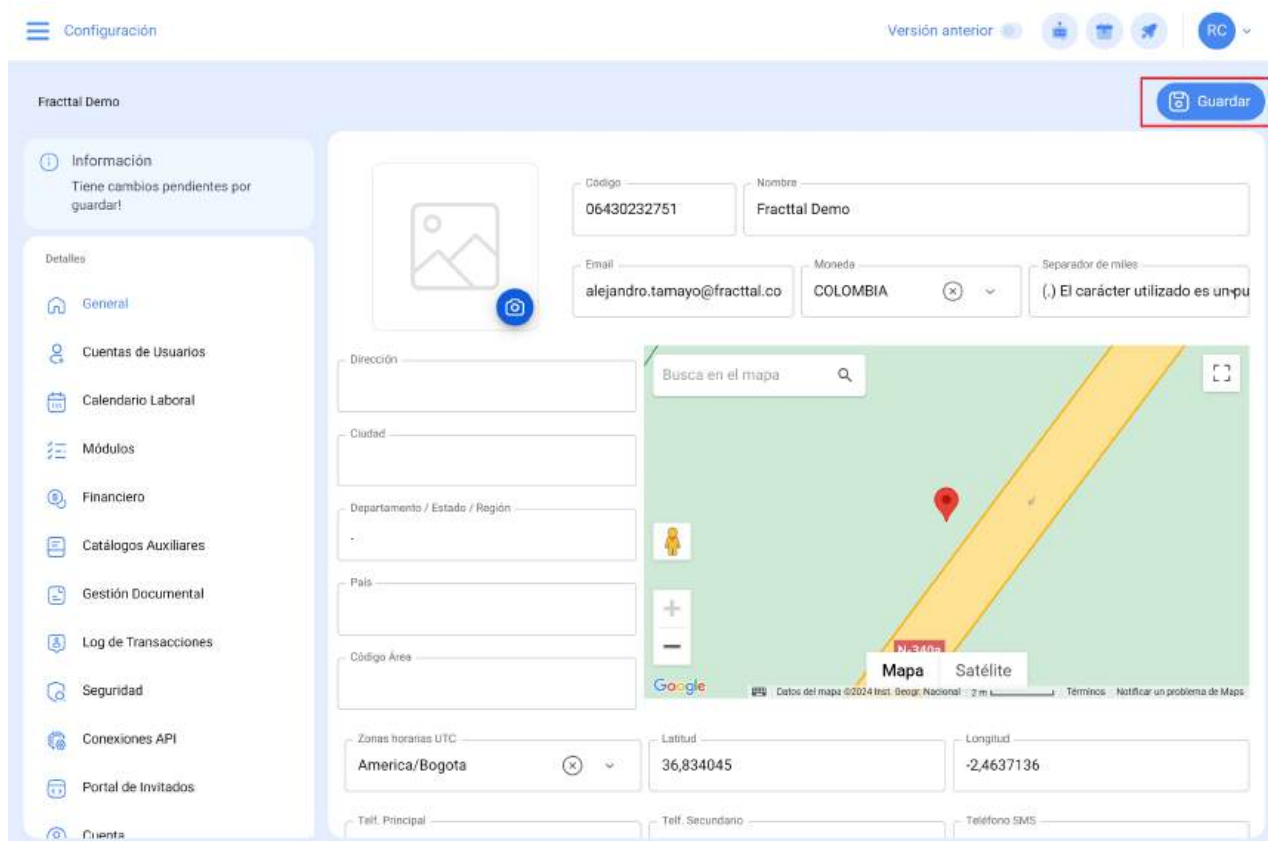 Configuración
Versión anterior
RC
Fracttal Demo
Guardar
Información
Tiene cambios pendientes por
guardar!
Detalles
General
Cuentas de Usuarios
Calendario Laboral
Módulos
Financiero
Catálogos Auxiliares
Gestión Documental
Log de Transacciones
Seguridad
Conexiones API
Portal de Invitados
Cuenta
Código
06430232751
Nombre
Fracttal Demo
Email
alejandro.tamayo@fracttal.co
Moneda
COLOMBIA
Separador de miles
(.) El carácter utilizado es un pu
Dirección
Ciudad
Departamento / Estado / Región
.
País
Código Área
Busca en el mapa
N-340a
Mapa Satélite
Google
Datos del mapa ©2024 Inst. Geogr. Nacional 2 m Términos Notificar un problema de Maps
Zonas horarias UTC
America/Bogota
Latitud
36,834045
Longitud
-2,4637136
Telf. Principal
Telf. Secundario
Teléfono SMS